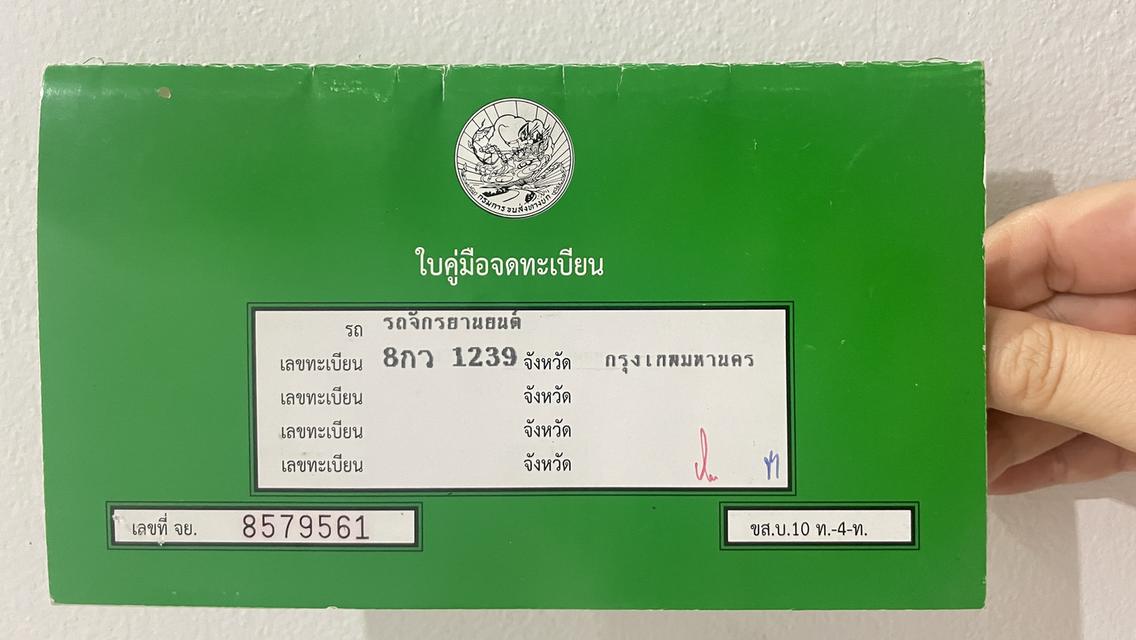 กรมการขนส่งทางบก
ใบคู่มือจดทะเบียน
รถ รถจักรยานยนต์
เลขทะเบียน 8กว 1239 จังหวัด กรุงเทพมหานคร
เลขทะเบียน จังหวัด
เลขทะเบียน จังหวัด
เลขทะเบียน จังหวัด
เลขที่ จย. 8579561
ขส.บ.10 ท.-4-ท.